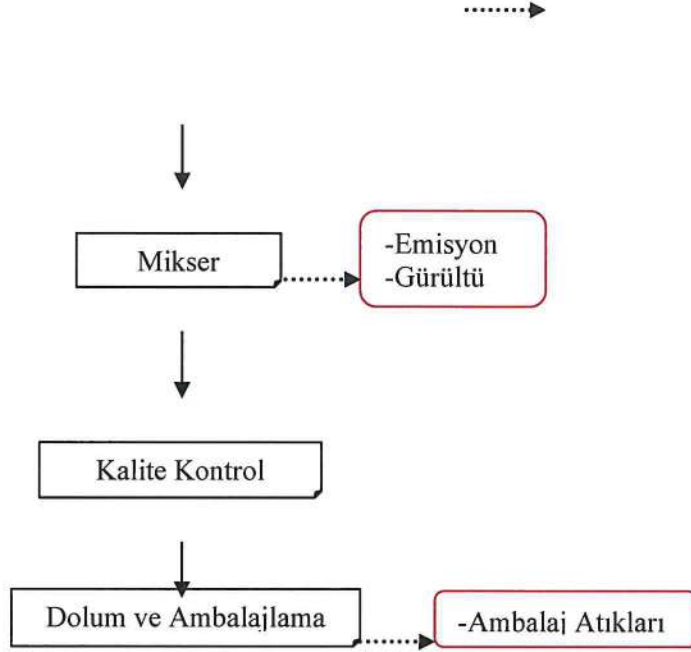 Mikser
-Emisyon
-Gürültü
Kalite Kontrol
Dolum ve Ambalajlama
-Ambalaj Atıkları